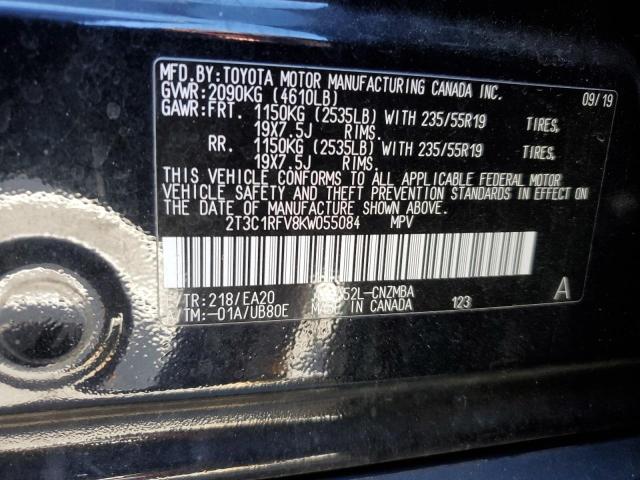 MFD. BY: TOYOTA MOTOR MANUFACTURING CANADA INC.
GVWR: 2090KG (4610LB) 09/19
GAWR: FRT. 1150KG (2535LB) WITH 235/55R19 TIRES,
19X7.5J RIMS.
RR. 1150KG (2535LB) WITH 235/55R19 TIRES,
19X7.5J RIMS.
THIS VEHICLE CONFORMS TO ALL APPLICABLE FEDERAL MOTOR
VEHICLE SAFETY AND THEFT PREVENTION STANDARDS IN EFFECT ON
THE DATE OF MANUFACTURE SHOWN ABOVE.
2T3C1RFV8KW055084 MPV
C/TR: 218/EA20 52L-CNZMBA A
A/TM: -01A/UB80E MADE IN CANADA 123